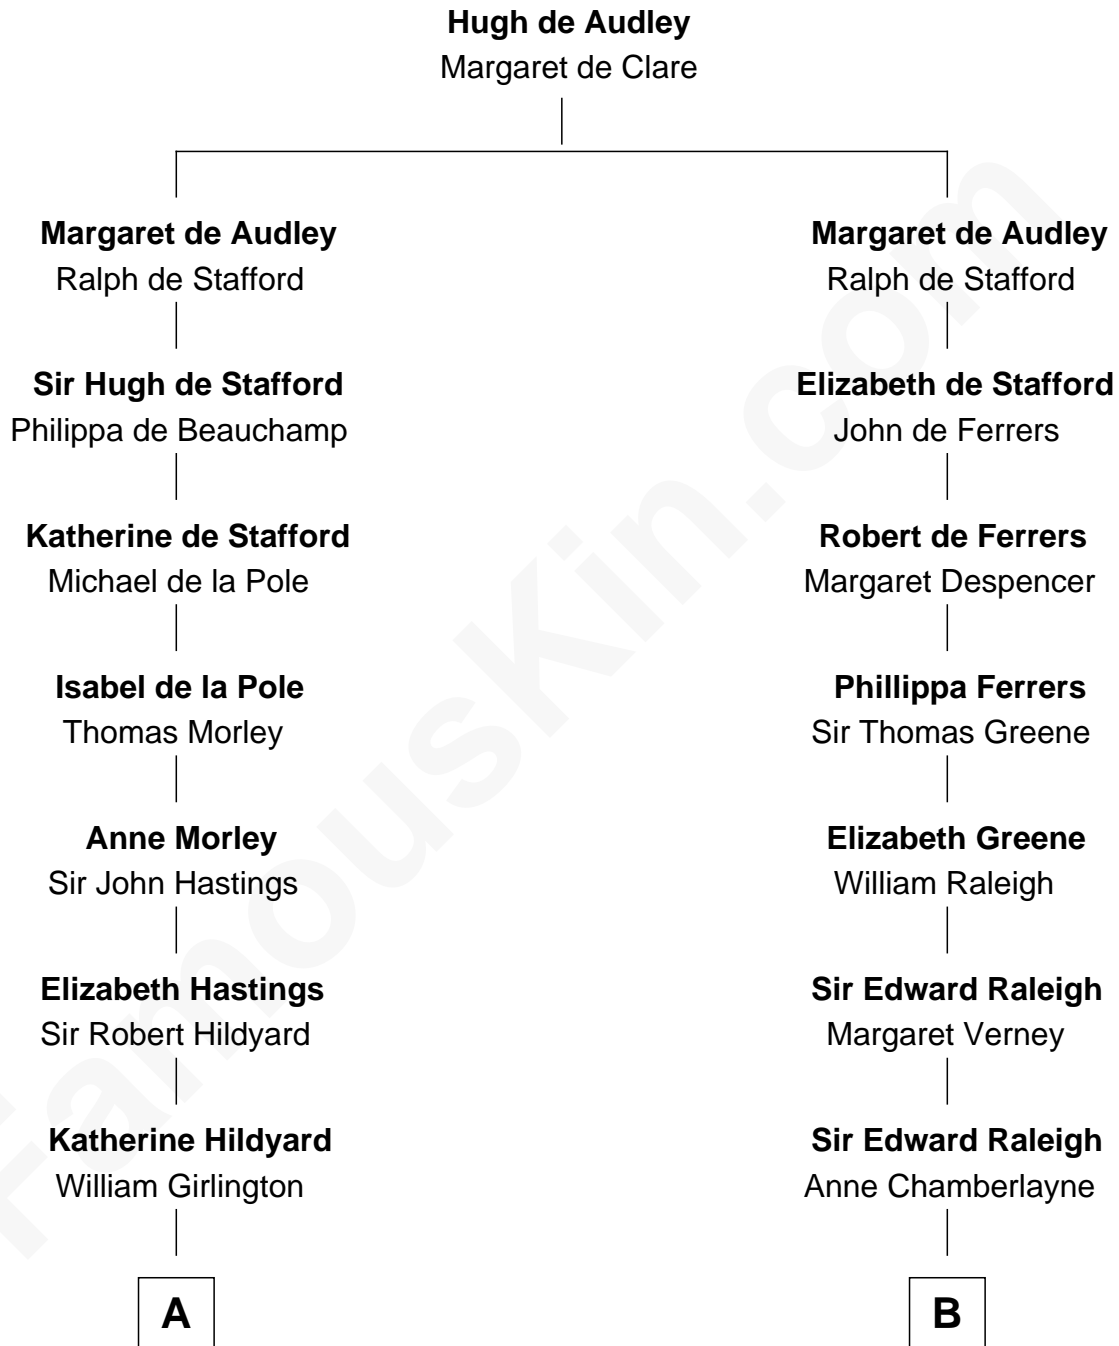 Hugh de Audley
Margaret de Clare
Margaret de Audley
Ralph de Stafford
Margaret de Audley
Ralph de Stafford
Sir Hugh de Stafford
Philippa de Beauchamp
Elizabeth de Stafford
John de Ferrers
Katherine de Stafford
Michael de la Pole
Robert de Ferrers
Margaret Despencer
Isabel de la Pole
Thomas Morley
Phillippa Ferrers
Sir Thomas Greene
Anne Morley
Sir John Hastings
Elizabeth Greene
William Raleigh
Elizabeth Hastings
Sir Robert Hildyard
Sir Edward Raleigh
Margaret Verney
Katherine Hildyard
William Girlington
Sir Edward Raleigh
Anne Chamberlayne
A
B
FamousKin.com